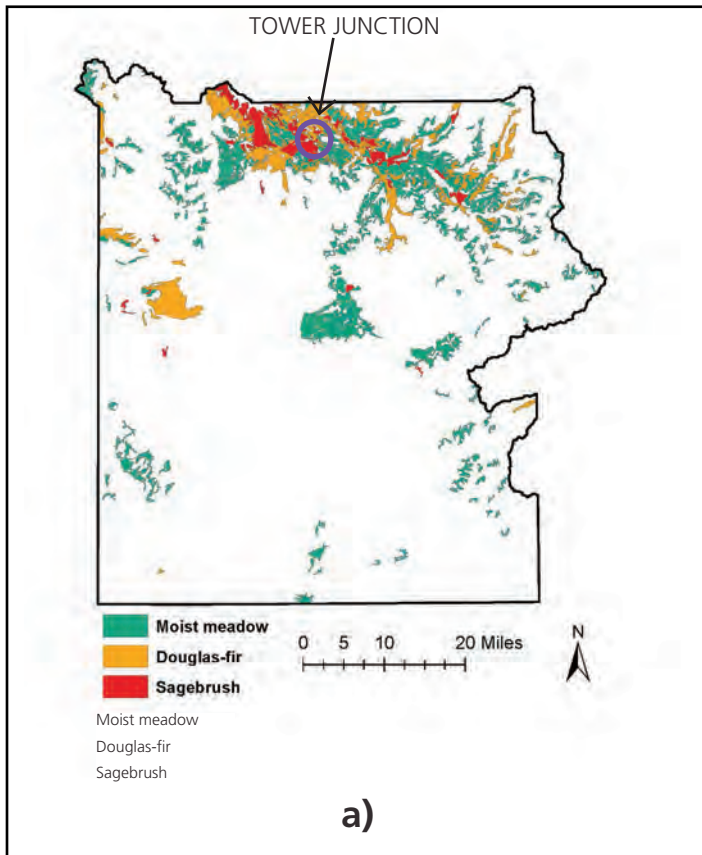 TOWER JUNCTION
Moist meadow
Douglas-fir
Sagebrush
0 5 10 20 Miles
N
Moist meadow
Douglas-fir
Sagebrush
a)